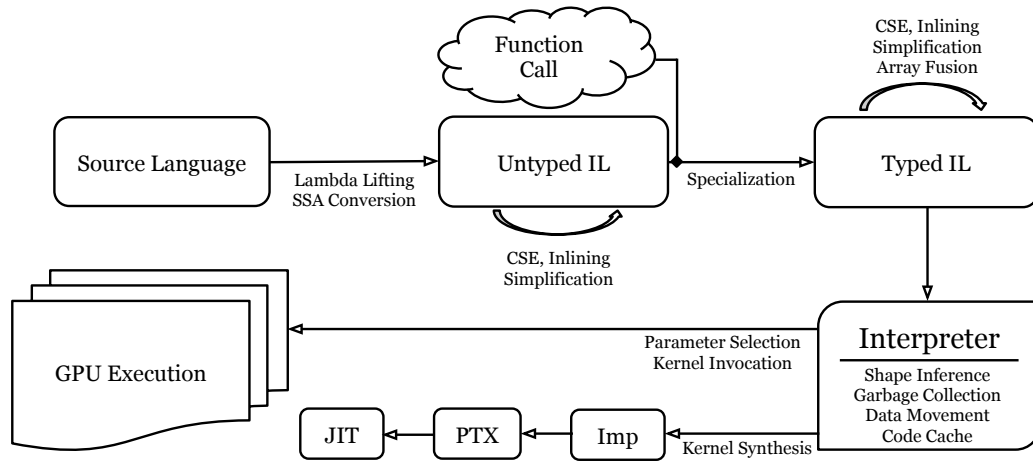 Function
Call
CSE, Inlining
Simplification
Array Fusion
Source Language
Lambda Lifting
SSA Conversion
Untyped IL
Specialization
Typed IL
CSE, Inlining
Simplification
GPU Execution
Parameter Selection
Kernel Invocation
Interpreter
Shape Inference
Garbage Collection
Data Movement
Code Cache
JIT
PTX
Imp
Kernel Synthesis